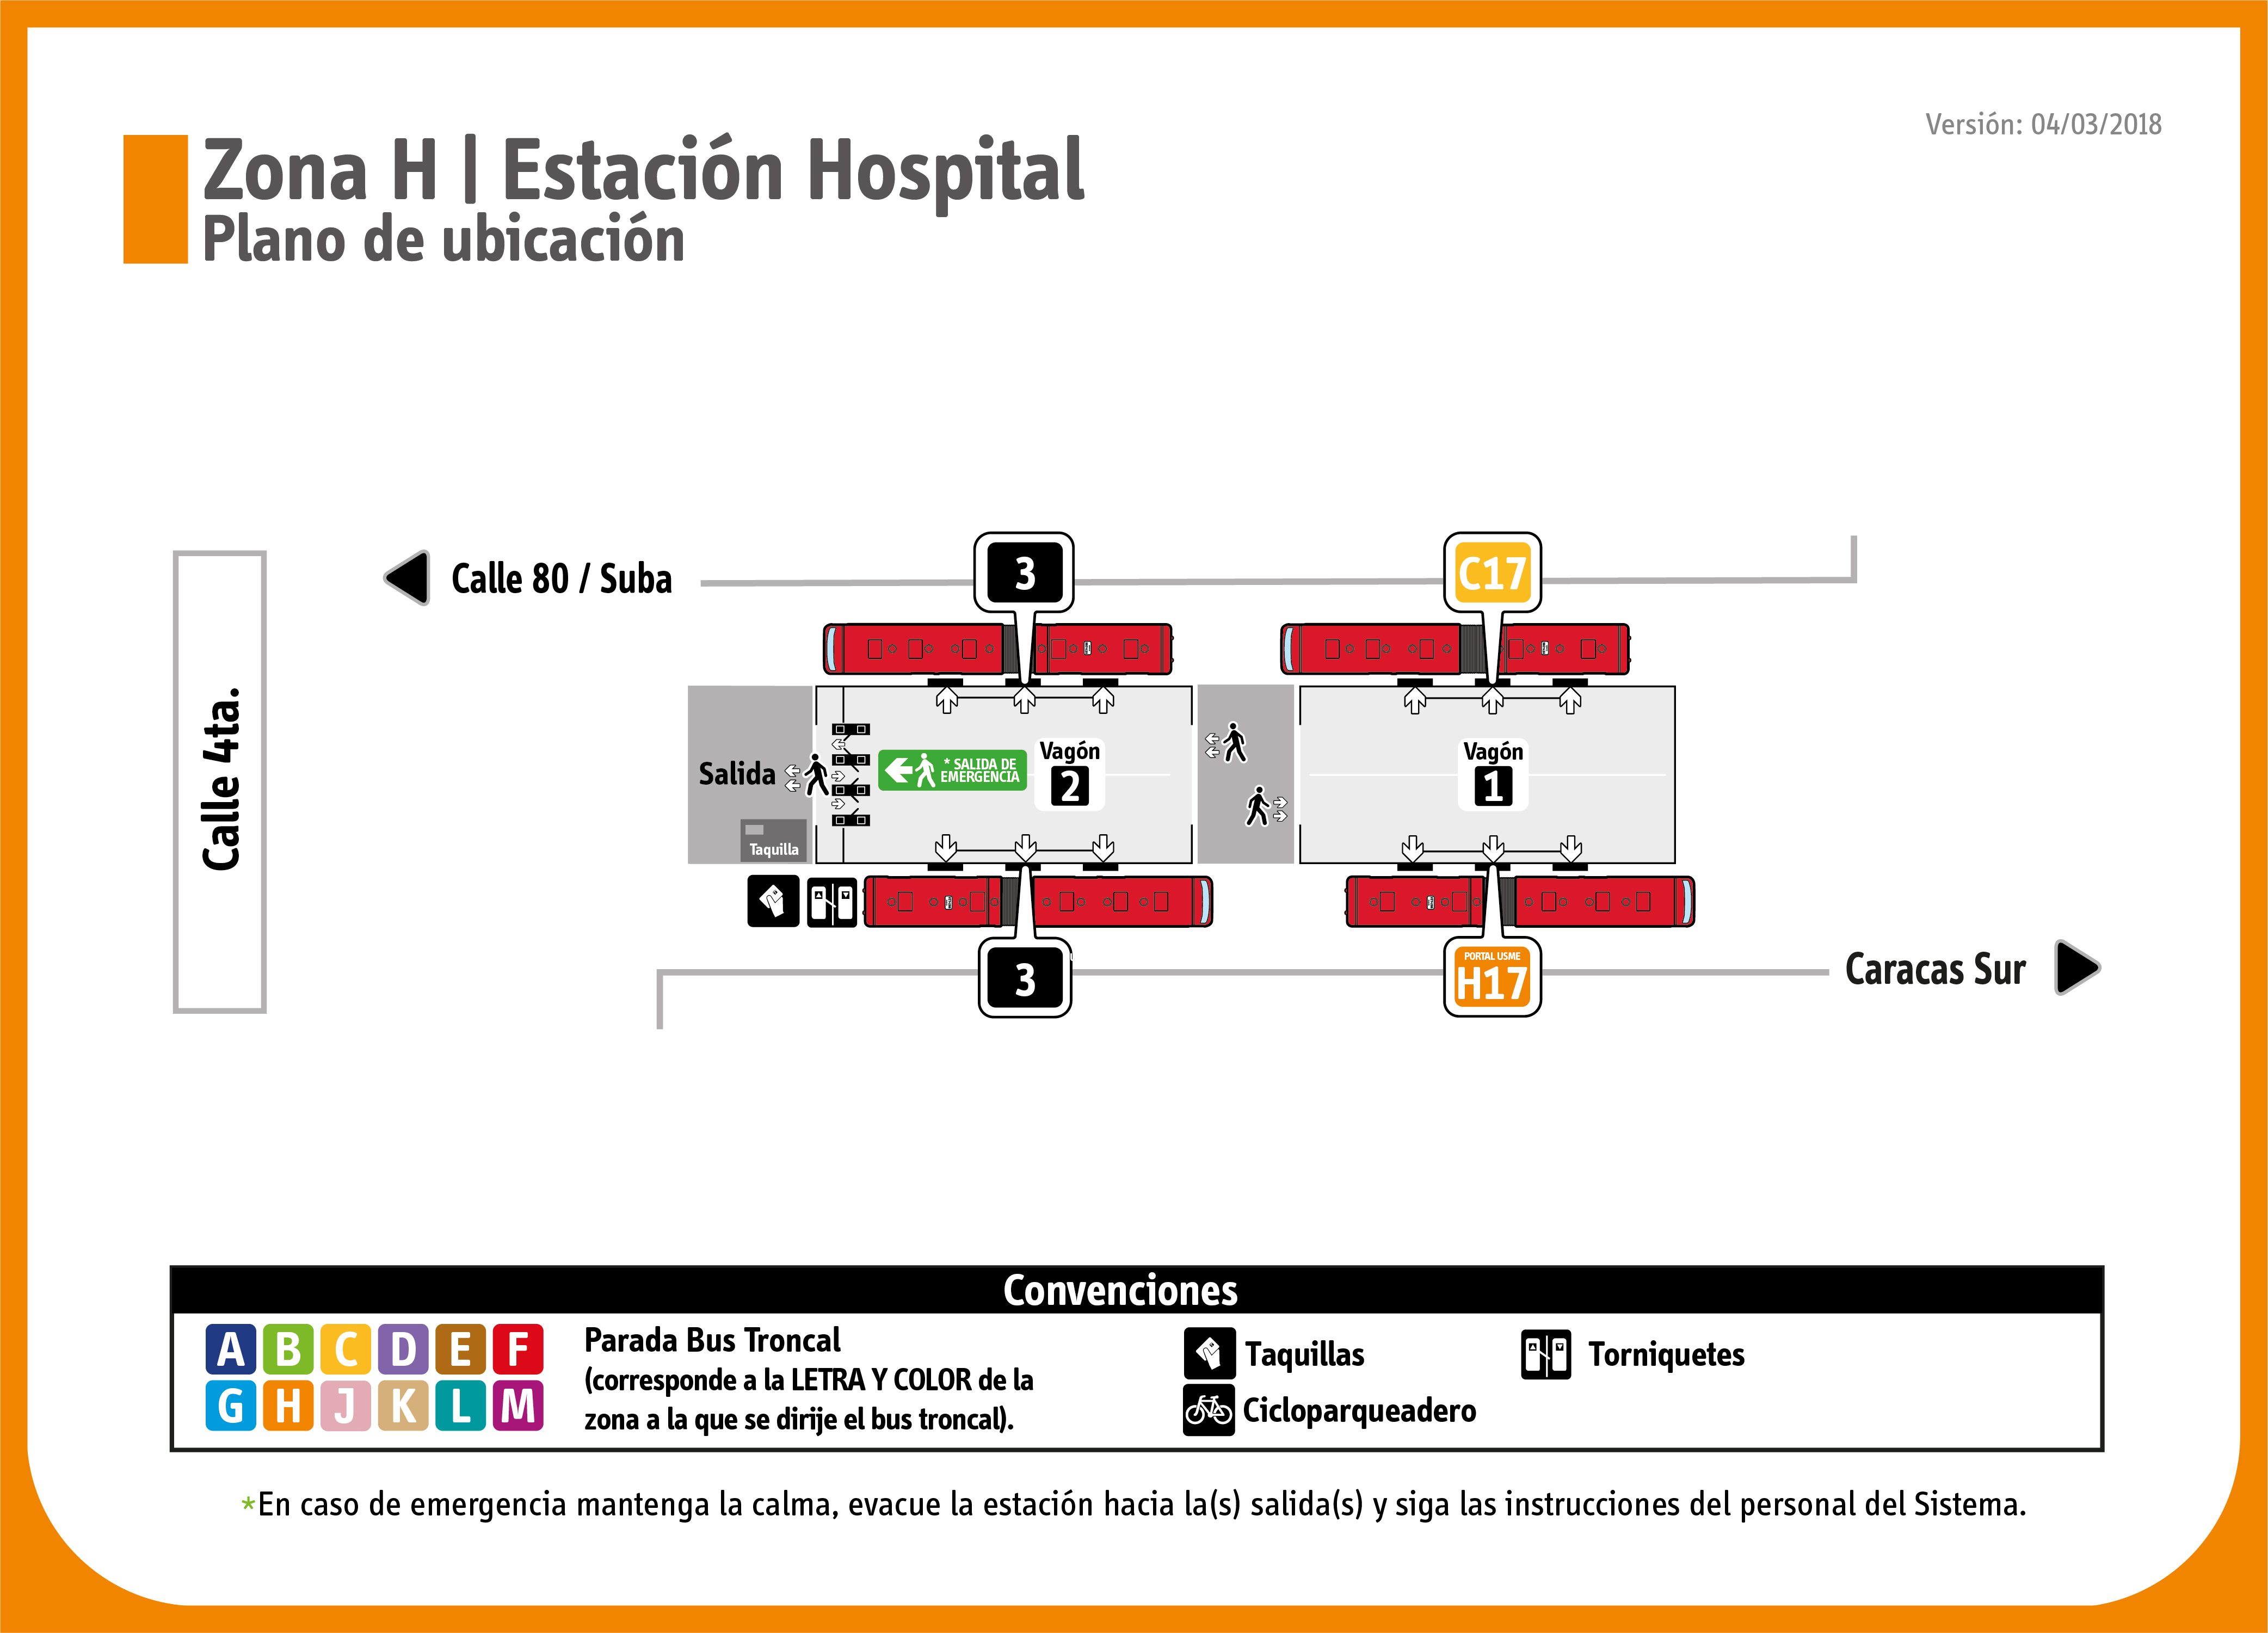 Versión: 04/03/2018
Zona H | Estación Hospital
Plano de ubicación
Calle 4ta.
Calle 80 / Suba
3
C17
Salida
* SALIDA DE
EMERGENCIA
Vagón
2
Vagón
1
Taquilla
3
PORTAL USME
H17
Caracas Sur
Convenciones
A B C D E F
G H J K L M
Parada Bus Troncal
(corresponde a la LETRA Y COLOR de la
zona a la que se dirije el bus troncal).
Taquillas
Torniquetes
Cicloparqueadero
*En caso de emergencia mantenga la calma, evacue la estación hacia la(s) salida(s) y siga las instrucciones del personal del Sistema.